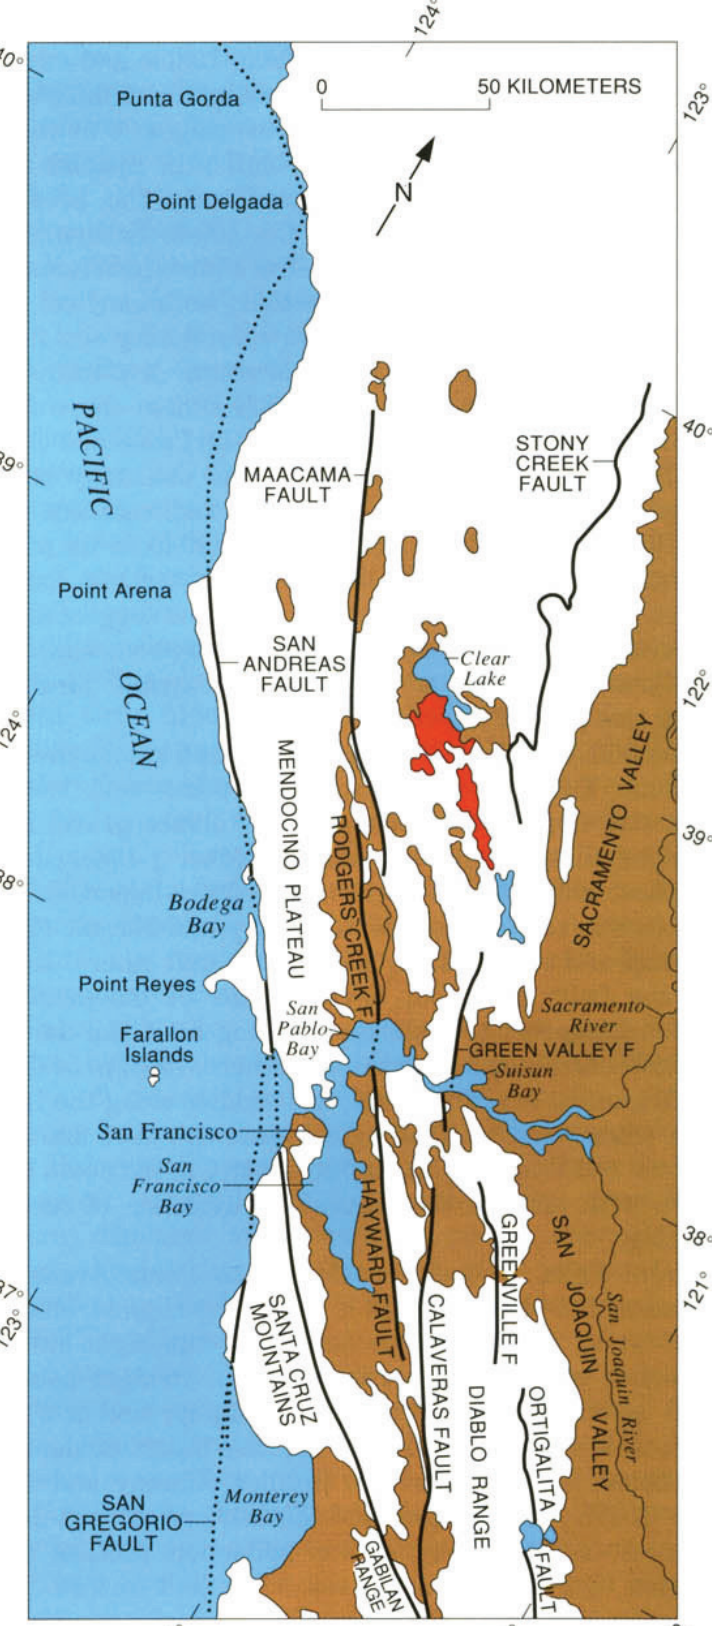 124°
40°
0 50 KILOMETERS
Punta Gorda
123°
N
Point Delgada
PACIFIC
OCEAN
40°
39°
STONY
CREEK
FAULT
MAACAMA
FAULT
Point Arena
SAN
ANDREAS
FAULT
Clear
Lake
122°
124°
MENDOCINO PLATEAU
SACRAMENTO VALLEY
RODGERS CREEK F
39°
38°
Bodega
Bay
Point Reyes
San
Pablo
Bay
Sacramento
River
Farallon
Islands
GREEN VALLEY F
Suisun
Bay
San Francisco
San
Francisco
Bay
HAYWARD FAULT
GREENVILLE F
SAN JOAQUIN VALLEY
38°
121°
37°
123°
San Joaquin River
SANTA CRUZ
MOUNTAINS
CALAVERAS FAULT
DIABLO RANGE
ORTIGALITA FAULT
SAN
GREGORIO
FAULT
Monterey
Bay
GABILAN
RANGE